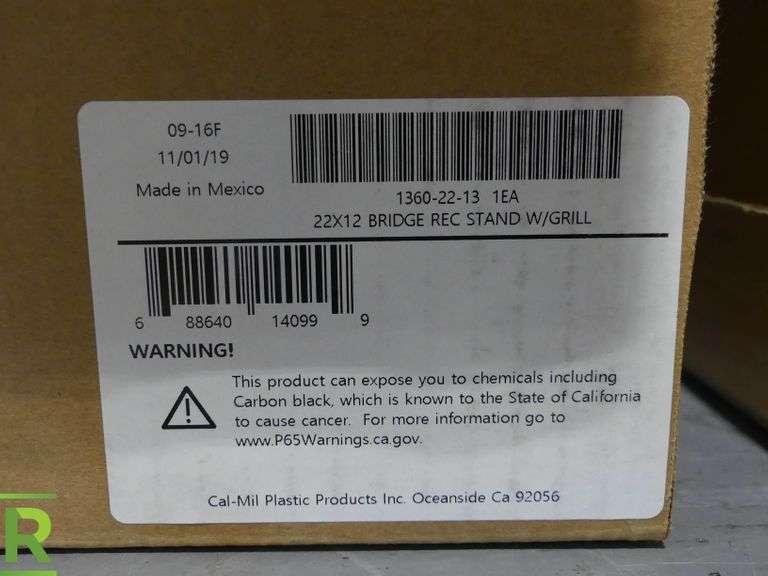 09-16F
11/01/19
Made in Mexico
1360-22-13 1EA
22X12 BRIDGE REC STAND W/GRILL
6 88640 14099 9
WARNING!
This product can expose you to chemicals including
Carbon black, which is known to the State of California
to cause cancer. For more information go to
www.P65Warnings.ca.gov.
Cal-Mil Plastic Products Inc. Oceanside Ca 92056
R